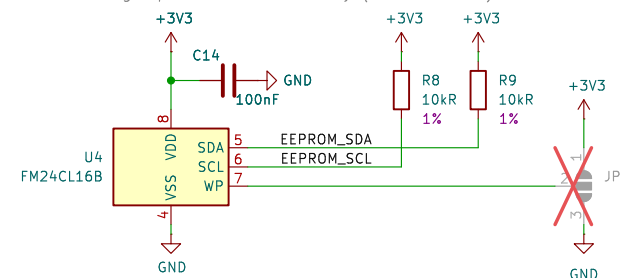 +3V3
+3V3
+3V3
C14
GND
100nF
R8
10kR
1%
R9
10kR
1%
+3V3
8
U4
FM24CL16B
VDD
VSS
SDA
SCL
WP
5
6
7
EEPROM_SDA
EEPROM_SCL
1
2
3
JP
4
GND
GND